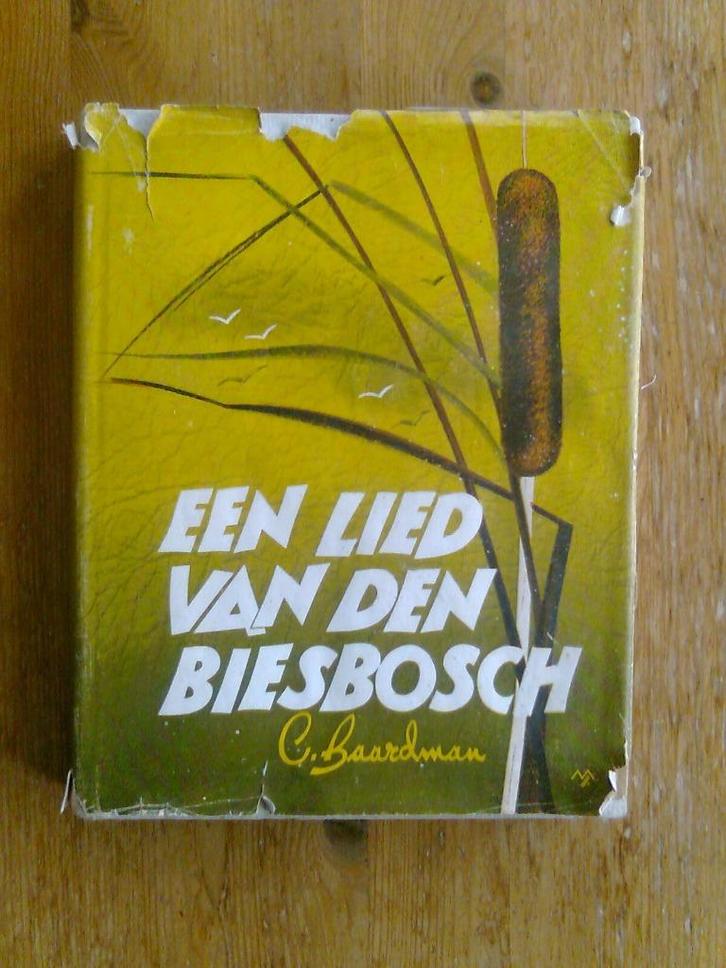 EEN LIED
VAN DEN
BIESBOSCH
C. Baardman